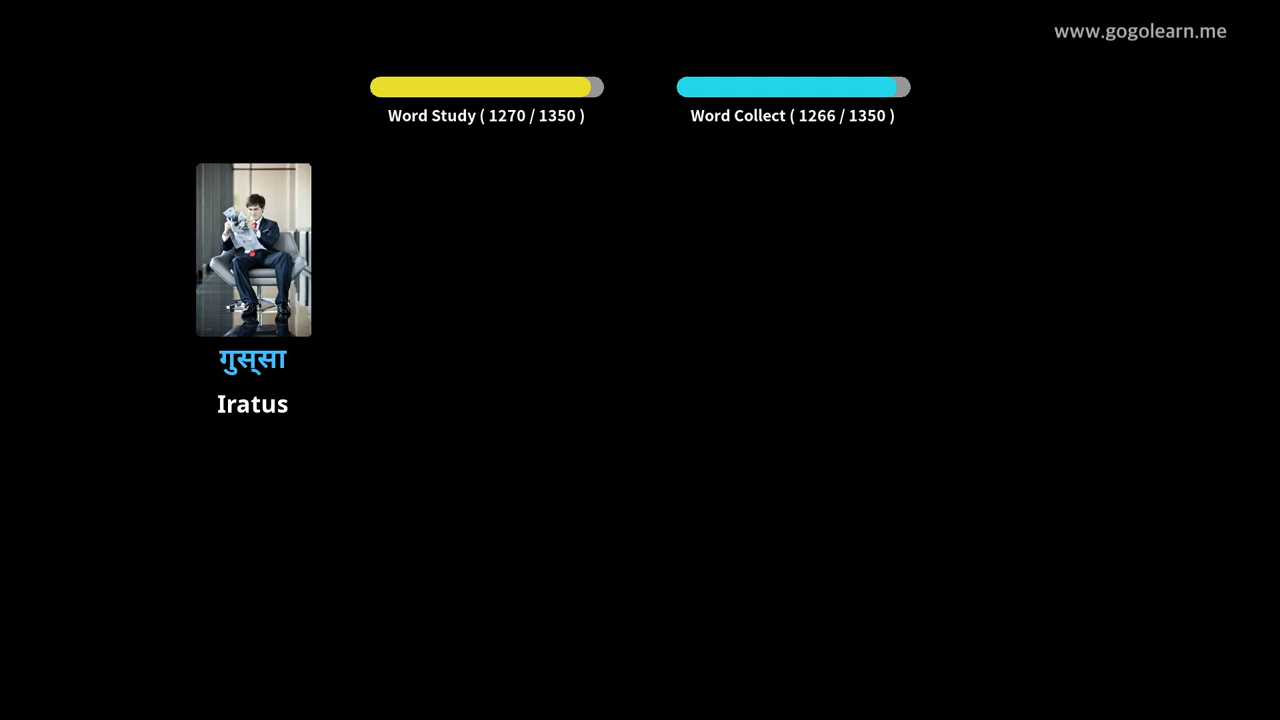 www.gogolearn.me
Word Study ( 1270 / 1350 )
Word Collect ( 1266 / 1350 )
गुस्‌सा
Iratus